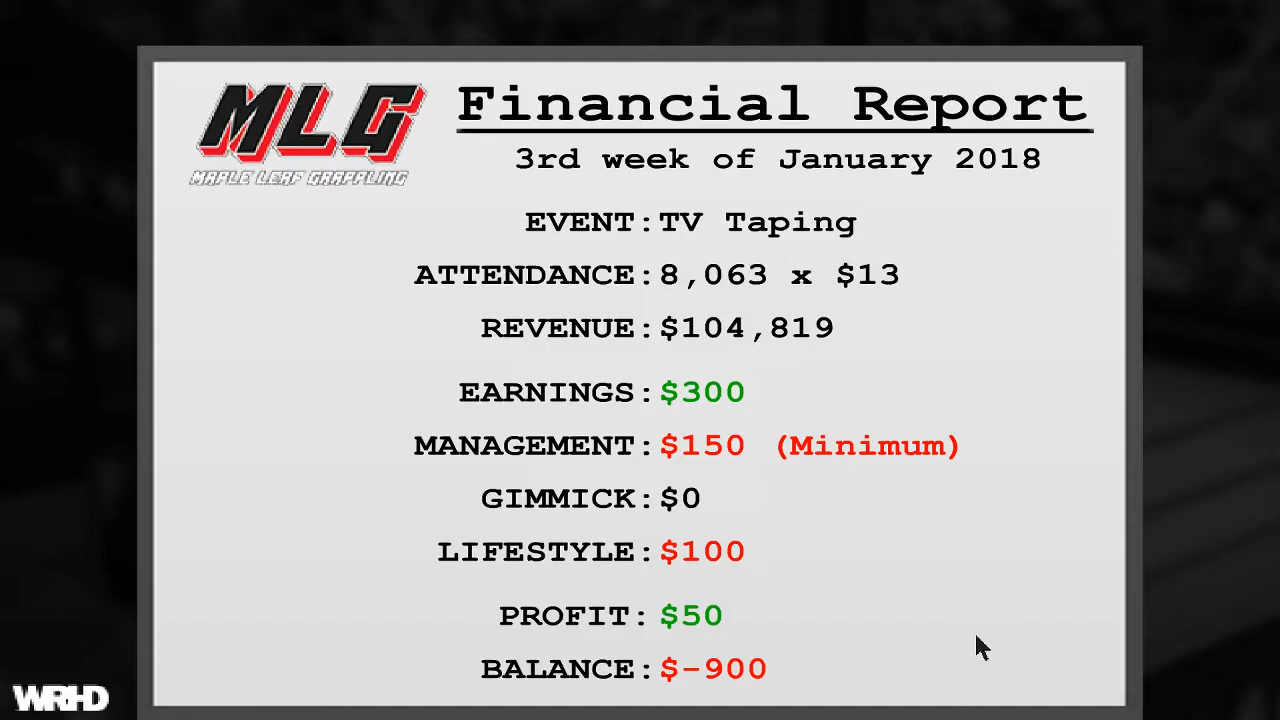 MLG
MAPLE LEAF GRAPPLING
Financial Report
3rd week of January 2018
EVENT: TV Taping
ATTENDANCE: 8,063 x $13
REVENUE: $104,819
EARNINGS: $300
MANAGEMENT: $150 (Minimum)
GIMMICK: $0
LIFESTYLE: $100
PROFIT: $50
BALANCE: $-900
WRHD